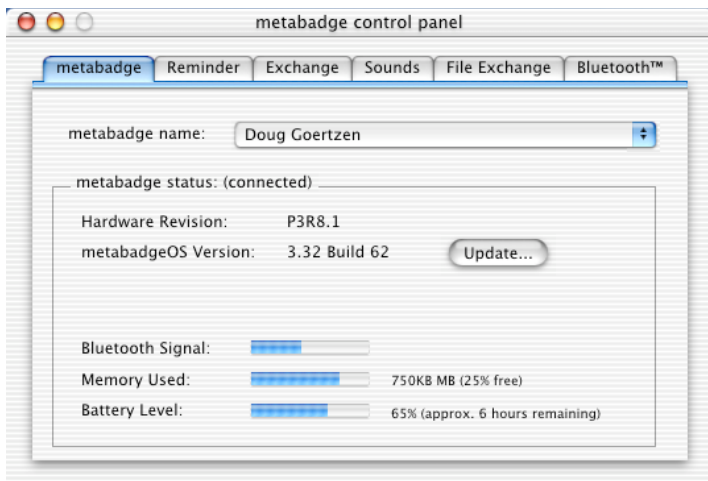 metabadge control panel
metabadge Reminder Exchange Sounds File Exchange Bluetooth™
metabadge name: Doug Goertzen
metabadge status: (connected)
Hardware Revision: P3R8.1
metabadgeOS Version: 3.32 Build 62 Update...
Bluetooth Signal:
Memory Used: 750KB MB (25% free)
Battery Level: 65% (approx. 6 hours remaining)